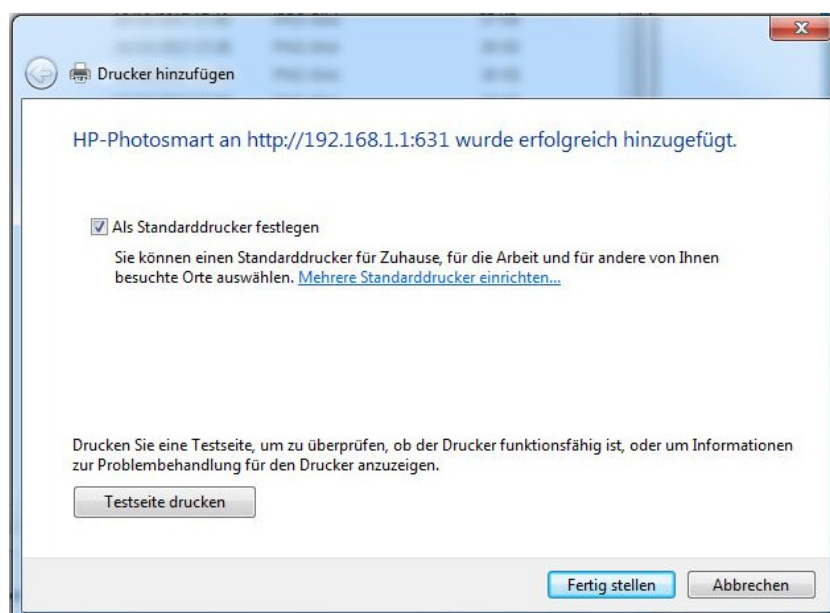 Drucker hinzufügen
HP-Photosmart an http://192.168.1.1:631 wurde erfolgreich hinzugefügt.
Als Standarddrucker festlegen
Sie können einen Standarddrucker für Zuhause, für die Arbeit und für andere von Ihnen
besuchte Orte auswählen. Mehrere Standarddrucker einrichten...
Drucken Sie eine Testseite, um zu überprüfen, ob der Drucker funktionsfähig ist, oder um Informationen
zur Problembehandlung für den Drucker anzuzeigen.
Testseite drucken
Fertig stellen
Abbrechen